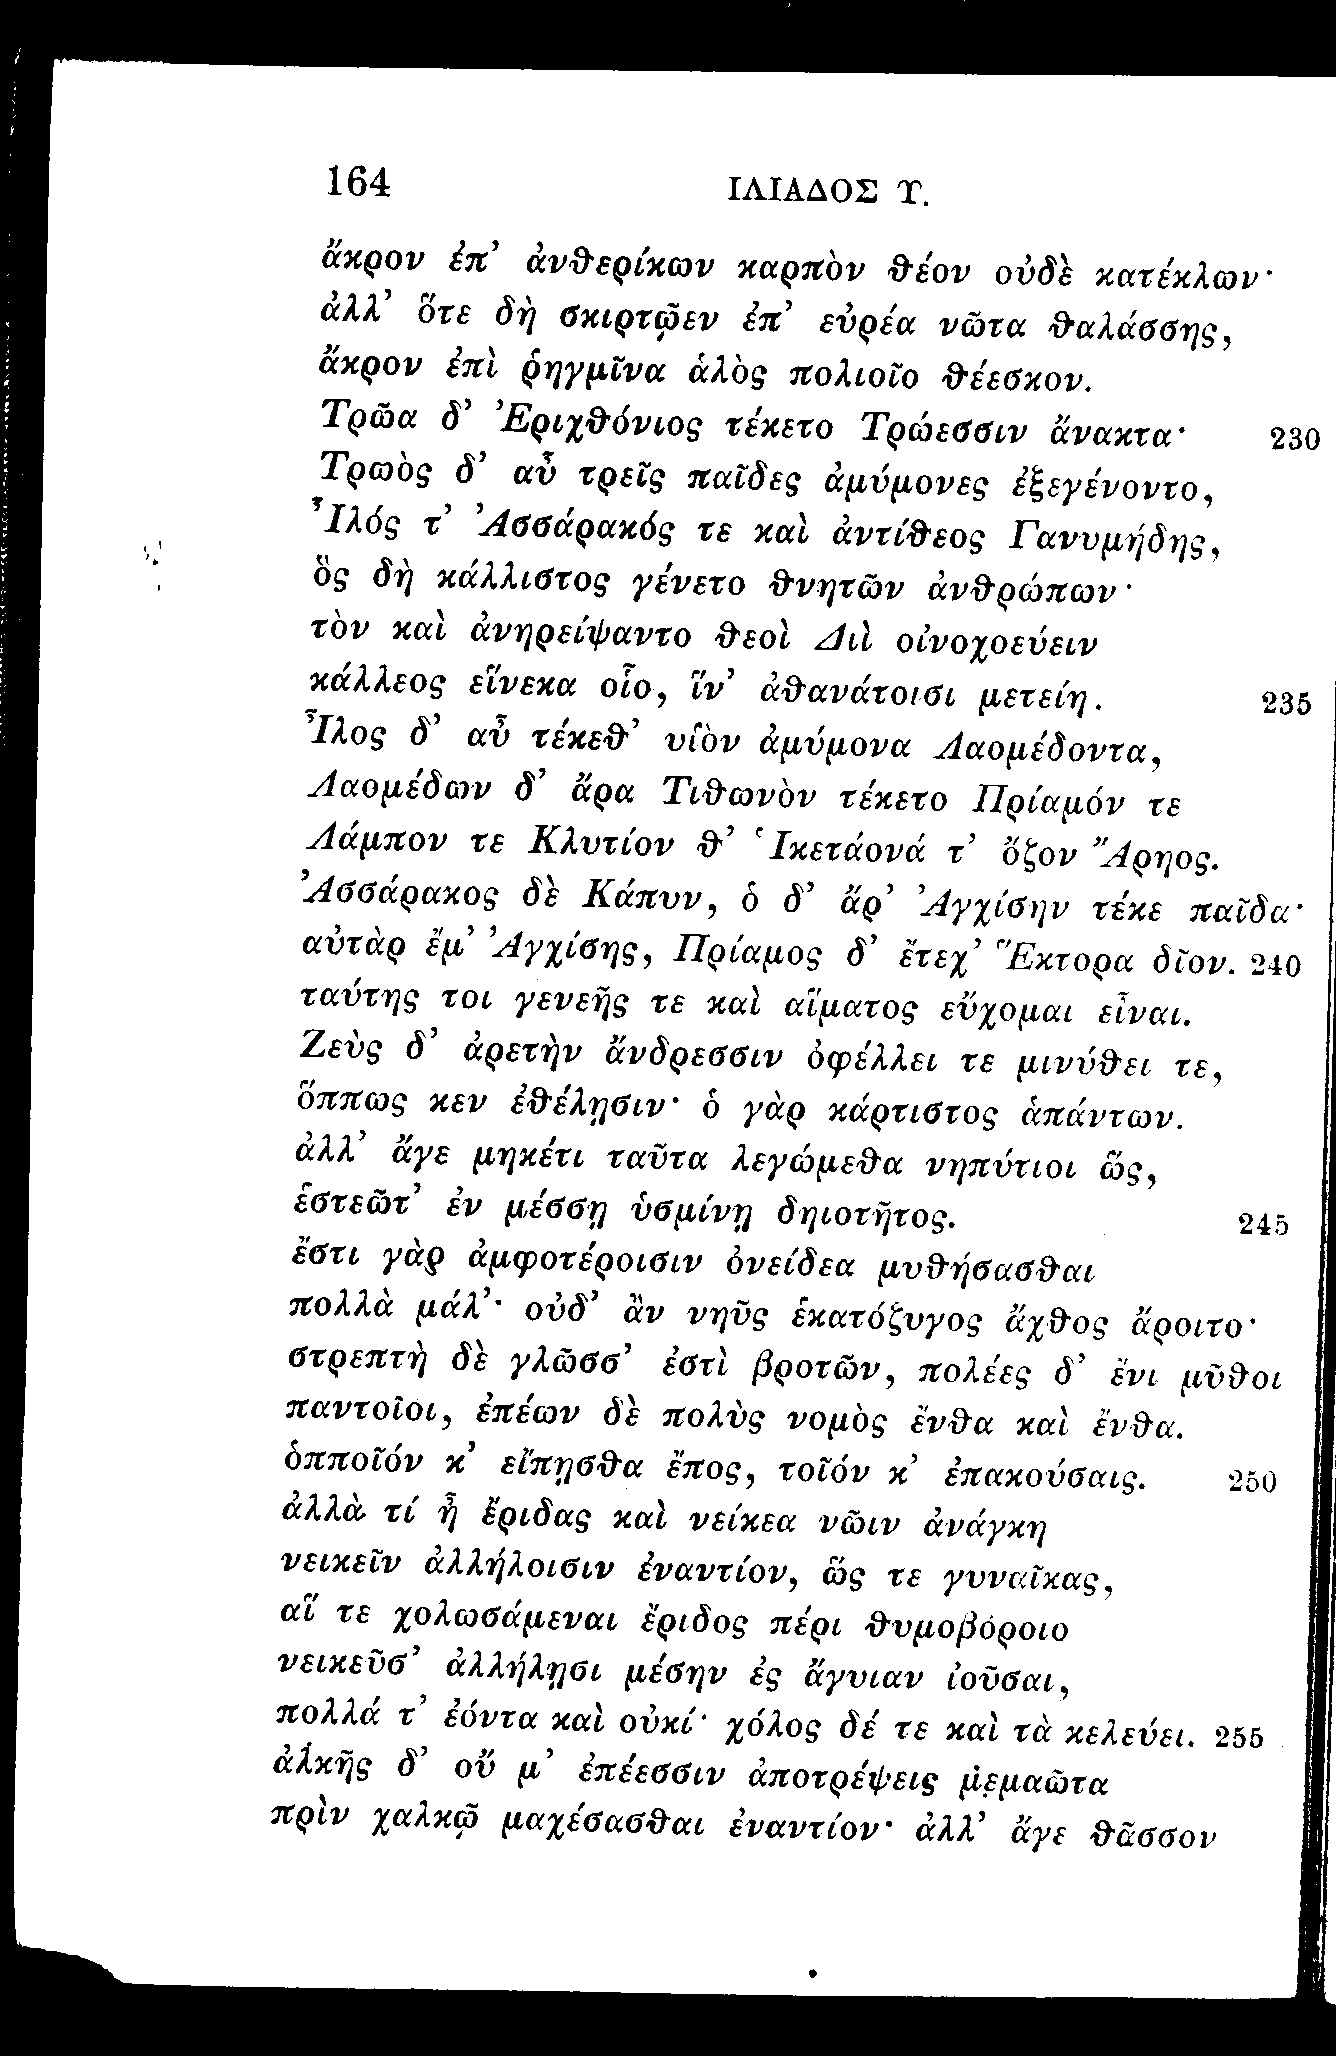 164 ΙΛΙΑΔΟΣ Υ.
ἄκρον ἐπ’ ἀνθερίκων καρπὸν θέον οὐδὲ κατέκλων·
ἀλλ’ ὅτε δὴ σκιρτῷεν ἐπ’ εὐρέα νῶτα θαλάσσης,
ἄκρον ἐπὶ ῥηγμῖνα ἁλὸς πολιοῖο θέεσκον.
Τρῶα δ’ Ἐριχθόνιος τέκετο Τρώεσσιν ἄνακτα· 230
Τρωὸς δ’ αὖ τρεῖς παῖδες ἀμύμονες ἐξεγένοντο,
Ἶλός τ’ Ἀσσάρακός τε καὶ ἀντίθεος Γανυμήδης,
ὃς δὴ κάλλιστος γένετο θνητῶν ἀνθρώπων·
τὸν καὶ ἀνηρείψαντο θεοὶ Διὶ οἰνοχοεύειν
κάλλεος εἵνεκα οἷο, ἵν’ ἀθανάτοισι μετείη. 235
Ἶλος δ’ αὖ τέκεθ’ υἱὸν ἀμύμονα Λαομέδοντα,
Λαομέδων δ’ ἄρα Τιθωνὸν τέκετο Πρίαμόν τε
Λάμπον τε Κλυτίον θ’ Ἱκετάονά τ’ ὄζον Ἄρηος.
Ἀσσάρακος δὲ Κάπυν, ὁ δ’ ἄρ’ Ἀγχίσην τέκε παῖδα·
αὐτὰρ ἔμ’ Ἀγχίσης, Πρίαμος δ’ ἔτεχ’ Ἕκτορα δῖον. 240
ταύτης τοι γενεῆς τε καὶ αἵματος εὔχομαι εἶναι.
Ζεὺς δ’ ἀρετὴν ἄνδρεσσιν ὀφέλλει τε μινύθει τε,
ὅππως κεν ἐθέλῃσιν· ὁ γὰρ κάρτιστος ἁπάντων.
ἀλλ’ ἄγε μηκέτι ταῦτα λεγώμεθα νηπύτιοι ὥς,
ἑστεῶτ’ ἐν μέσσῃ ὑσμίνῃ δηιοτῆτος. 245
ἔστι γὰρ ἀμφοτέροισιν ὀνείδεα μυθήσασθαι
πολλὰ μάλ’· οὐδ’ ἂν νηῦς ἑκατόζυγος ἄχθος ἄροιτο·
στρεπτὴ δὲ γλῶσσ’ ἐστὶ βροτῶν, πολέες δ’ ἔνι μῦθοι
παντοῖοι, ἐπέων δὲ πολὺς νομὸς ἔνθα καὶ ἔνθα.
ὁπποῖόν κ’ εἴπῃσθα ἔπος, τοῖόν κ’ ἐπακούσαις. 250
ἀλλὰ τί ἢ ἔριδας καὶ νείκεα νῶιν ἀνάγκη
νεικεῖν ἀλλήλοισιν ἐναντίον, ὥς τε γυναῖκας,
αἵ τε χολωσάμεναι ἔριδος πέρι θυμοβόροιο
νεικεῦσ’ ἀλλήλῃσι μέσην ἐς ἄγυιαν ἰοῦσαι,
πολλά τ’ ἐόντα καὶ οὐκί· χόλος δέ τε καὶ τὰ κελεύει. 255
ἀλκῆς δ’ οὔ μ’ ἐπέεσσιν ἀποτρέψεις μεμαῶτα
πρὶν χαλκῷ μαχέσασθαι ἐναντίον· ἀλλ’ ἄγε θᾶσσον